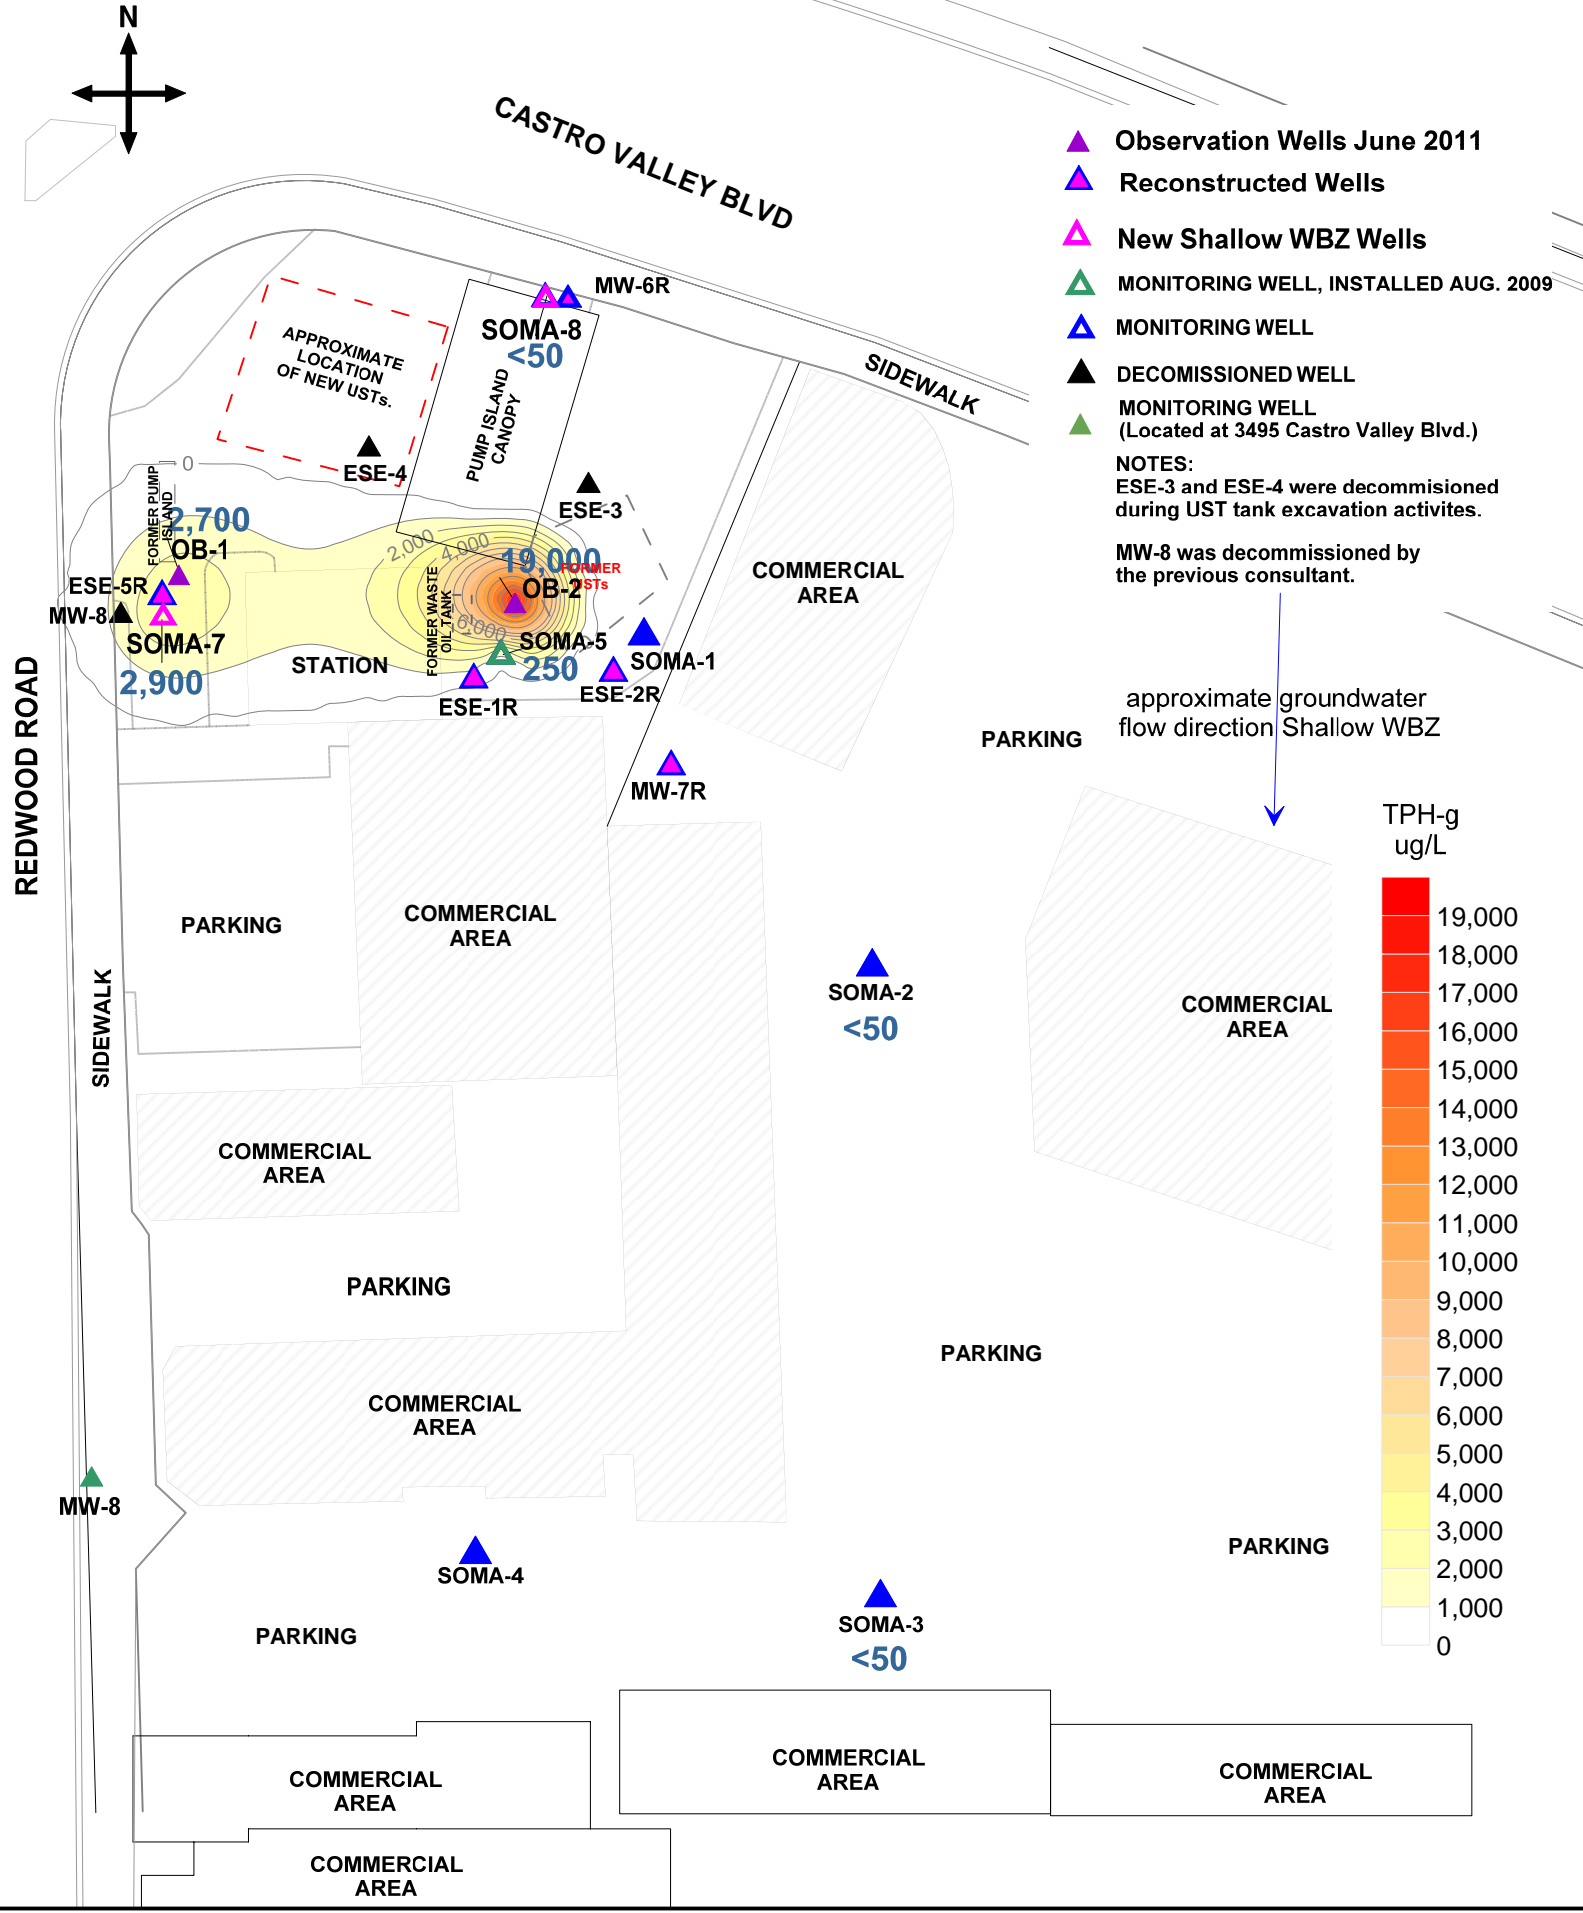 N
CASTRO VALLEY BLVD
Observation Wells June 2011
Reconstructed Wells
New Shallow WBZ Wells
MONITORING WELL, INSTALLED AUG. 2009
MONITORING WELL
DECOMISSIONED WELL
MONITORING WELL
(Located at 3495 Castro Valley Blvd.)
NOTES:
ESE-3 and ESE-4 were decommisioned
during UST tank excavation activites.
MW-8 was decommissioned by
the previous consultant.
approximate groundwater
flow direction Shallow WBZ
MW-6R
SOMA-8
<50
SIDEWALK
APPROXIMATE
LOCATION
OF NEW USTs.
PUMP ISLAND
CANOPY
ESE-4
ESE-3
0
FORMER PUMP
ISLAND
2,700
OB-1
2,000
4,000
19,000
FORMER
USTs
OB-2
ESE-5R
MW-8
SOMA-7
2,900
FORMER WASTE
OIL TANK
6,000
SOMA-5
250
STATION
SOMA-1
ESE-2R
ESE-1R
MW-7R
COMMERCIAL
AREA
PARKING
REDWOOD ROAD
SIDEWALK
PARKING
COMMERCIAL
AREA
SOMA-2
<50
COMMERCIAL
AREA
COMMERCIAL
AREA
PARKING
PARKING
COMMERCIAL
AREA
MW-8
SOMA-4
PARKING
PARKING
SOMA-3
<50
COMMERCIAL
AREA
COMMERCIAL
AREA
COMMERCIAL
AREA
COMMERCIAL
AREA
TPH-g
ug/L
19,000
18,000
17,000
16,000
15,000
14,000
13,000
12,000
11,000
10,000
9,000
8,000
7,000
6,000
5,000
4,000
3,000
2,000
1,000
0